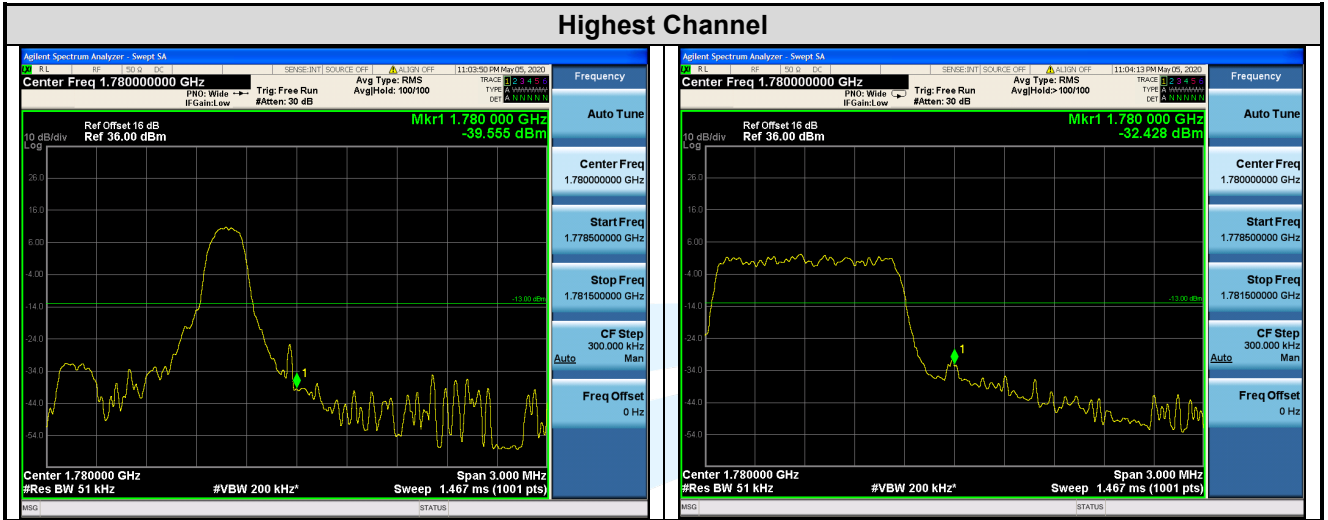 Highest Channel
Agilent Spectrum Analyzer - Swept SA
RL RF 50 Ω DC SENSE:INT SOURCE OFF ALIGN OFF 11:03:50 PM May 05, 2020
Center Freq 1.780000000 GHz
Avg Type: RMS
TRACE 1 2 3 4 5 6
PNO: Wide
Trig: Free Run
Avg|Hold: 100/100
TYPE A
IFGain:Low
#Atten: 30 dB
DET A N N N N N
Mkr1 1.780 000 GHz
-39.555 dBm
Ref Offset 16 dB
10 dB/div Ref 36.00 dBm
Log
26.0
16.0
6.00
-4.00
-14.0
-24.0
-34.0
-44.0
-54.0
-13.00 dBm
1
Center 1.780000 GHz
Span 3.000 MHz
#Res BW 51 kHz
#VBW 200 kHz*
Sweep 1.467 ms (1001 pts)
MSG
STATUS
Frequency
Auto Tune
Center Freq
1.780000000 GHz
Start Freq
1.778500000 GHz
Stop Freq
1.781500000 GHz
CF Step
300.000 kHz
Auto Man
Freq Offset
0 Hz
Agilent Spectrum Analyzer - Swept SA
RL RF 50 Ω DC SENSE:INT SOURCE OFF ALIGN OFF 11:04:13 PM May 05, 2020
Center Freq 1.780000000 GHz
Avg Type: RMS
TRACE 1 2 3 4 5 6
PNO: Wide
Trig: Free Run
Avg|Hold:>100/100
TYPE A
IFGain:Low
#Atten: 30 dB
DET A N N N N N
Mkr1 1.780 000 GHz
-32.428 dBm
Ref Offset 16 dB
10 dB/div Ref 36.00 dBm
Log
26.0
16.0
6.00
-4.00
-14.0
-24.0
-34.0
-44.0
-54.0
-13.00 dBm
1
Center 1.780000 GHz
Span 3.000 MHz
#Res BW 51 kHz
#VBW 200 kHz*
Sweep 1.467 ms (1001 pts)
MSG
STATUS
Frequency
Auto Tune
Center Freq
1.780000000 GHz
Start Freq
1.778500000 GHz
Stop Freq
1.781500000 GHz
CF Step
300.000 kHz
Auto Man
Freq Offset
0 Hz